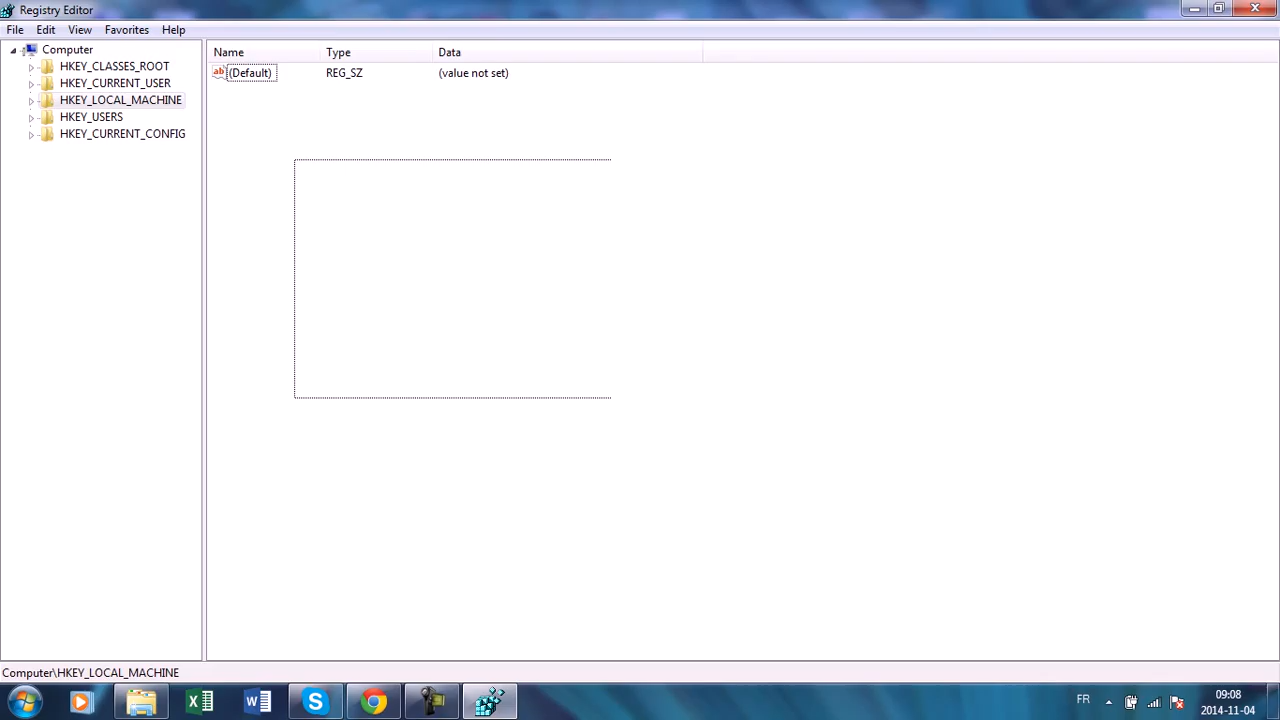 Registry Editor
File Edit View Favorites Help
Computer
HKEY_CLASSES_ROOT
HKEY_CURRENT_USER
HKEY_LOCAL_MACHINE
HKEY_USERS
HKEY_CURRENT_CONFIG
Name Type Data
ab (Default) REG_SZ (value not set)
Computer\HKEY_LOCAL_MACHINE
FR
09:08
2014-11-04